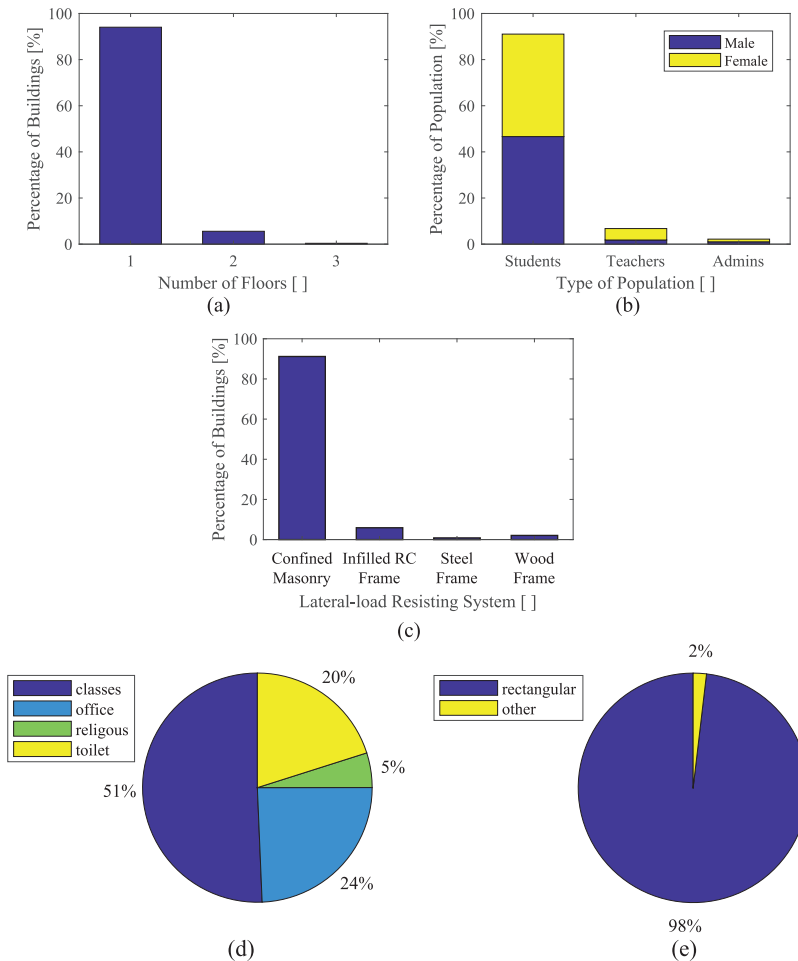 Percentage of Buildings [%]
100
80
60
40
20
0
1 2 3
Number of Floors [ ]
(a)
Percentage of Population [%]
100
80
60
40
20
0
Male
Female
Students Teachers Admins
Type of Population [ ]
(b)
Percentage of Buildings [%]
100
80
60
40
20
0
Confined Infilled RC Steel Wood
Masonry Frame Frame Frame
Lateral-load Resisting System [ ]
(c)
classes
office
religous
toilet
20%
5%
51%
24%
(d)
rectangular
other
2%
98%
(e)